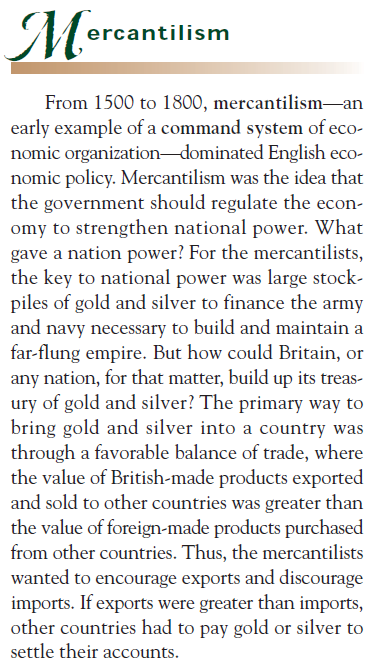 Mercantilism
From 1500 to 1800, mercantilism—an
early example of a command system of eco-
nomic organization—dominated English eco-
nomic policy. Mercantilism was the idea that
the government should regulate the econ-
omy to strengthen national power. What
gave a nation power? For the mercantilists,
the key to national power was large stock-
piles of gold and silver to finance the army
and navy necessary to build and maintain a
far-flung empire. But how could Britain, or
any nation, for that matter, build up its treas-
ury of gold and silver? The primary way to
bring gold and silver into a country was
through a favorable balance of trade, where
the value of British-made products exported
and sold to other countries was greater than
the value of foreign-made products purchased
from other countries. Thus, the mercantilists
wanted to encourage exports and discourage
imports. If exports were greater than imports,
other countries had to pay gold or silver to
settle their accounts.